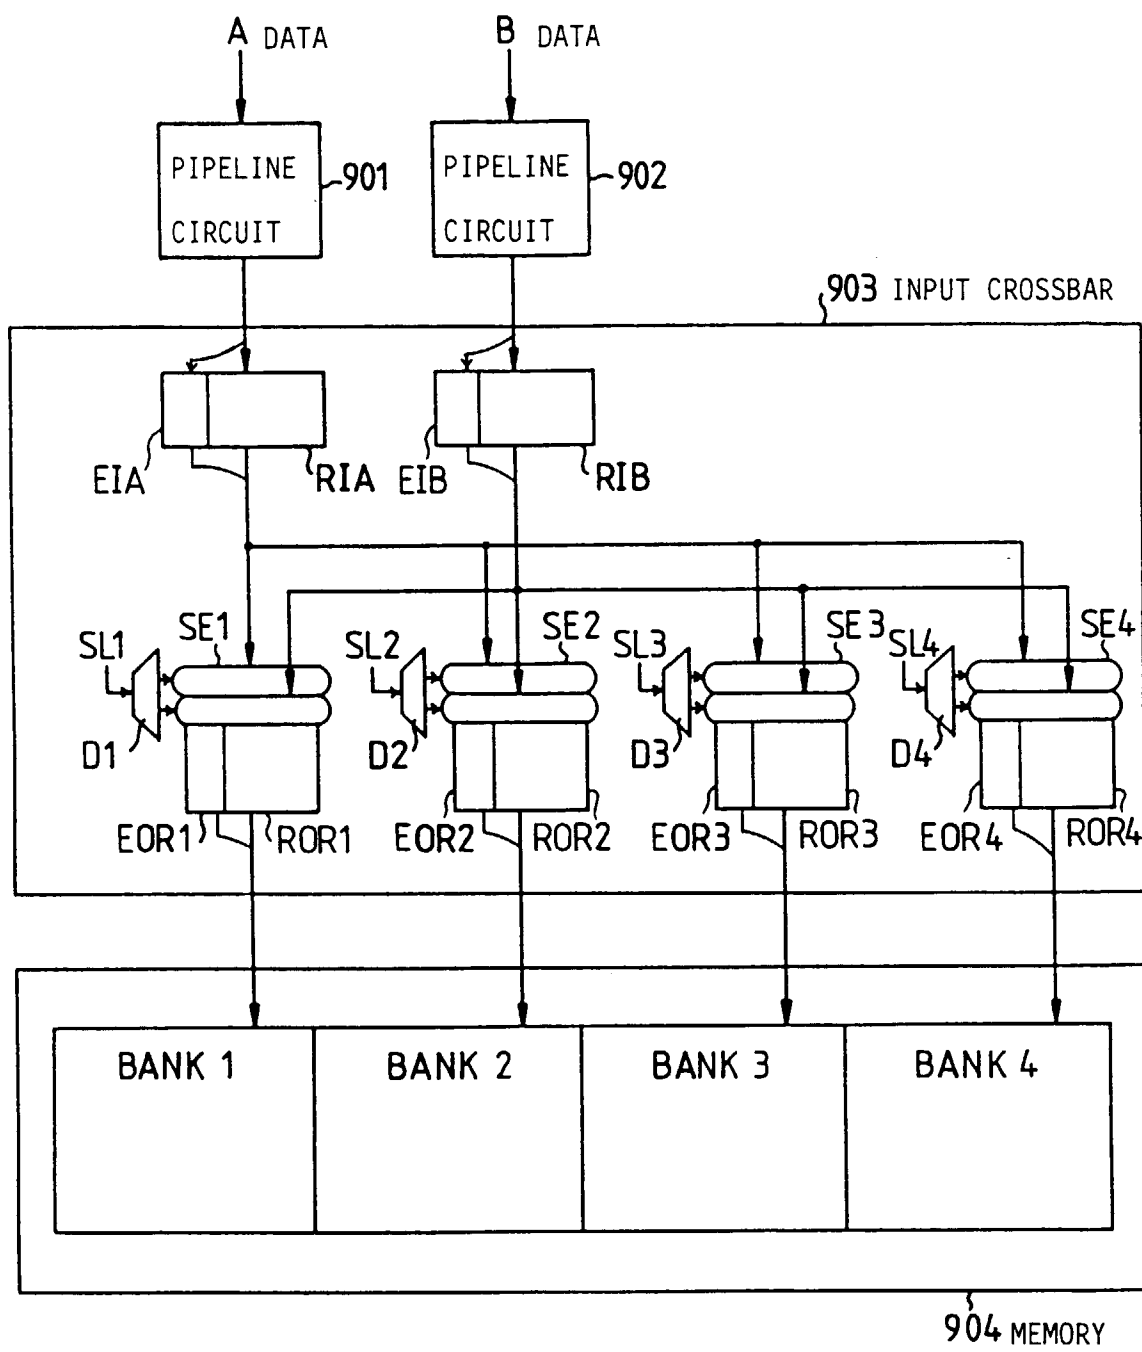 A DATA
B DATA
PIPELINE
CIRCUIT
901
PIPELINE
CIRCUIT
902
903 INPUT CROSSBAR
EIA
RIA
EIB
RIB
SE1
SL1
D1
EOR1
ROR1
SE2
SL2
D2
EOR2
ROR2
SE3
SL3
D3
EOR3
ROR3
SE4
SL4
D4
EOR4
ROR4
BANK 1
BANK 2
BANK 3
BANK 4
904 MEMORY